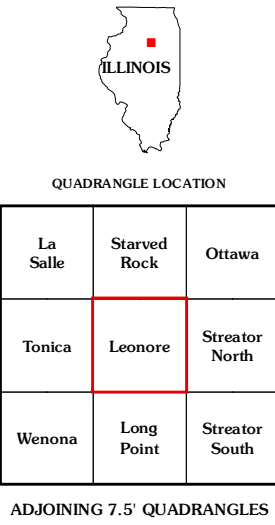 ILLINOIS
QUADRANGLE LOCATION
La
Salle
Starved
Rock
Ottawa
Tonica
Leonore
Streator
North
Wenona
Long
Point
Streator
South
ADJOINING 7.5' QUADRANGLES